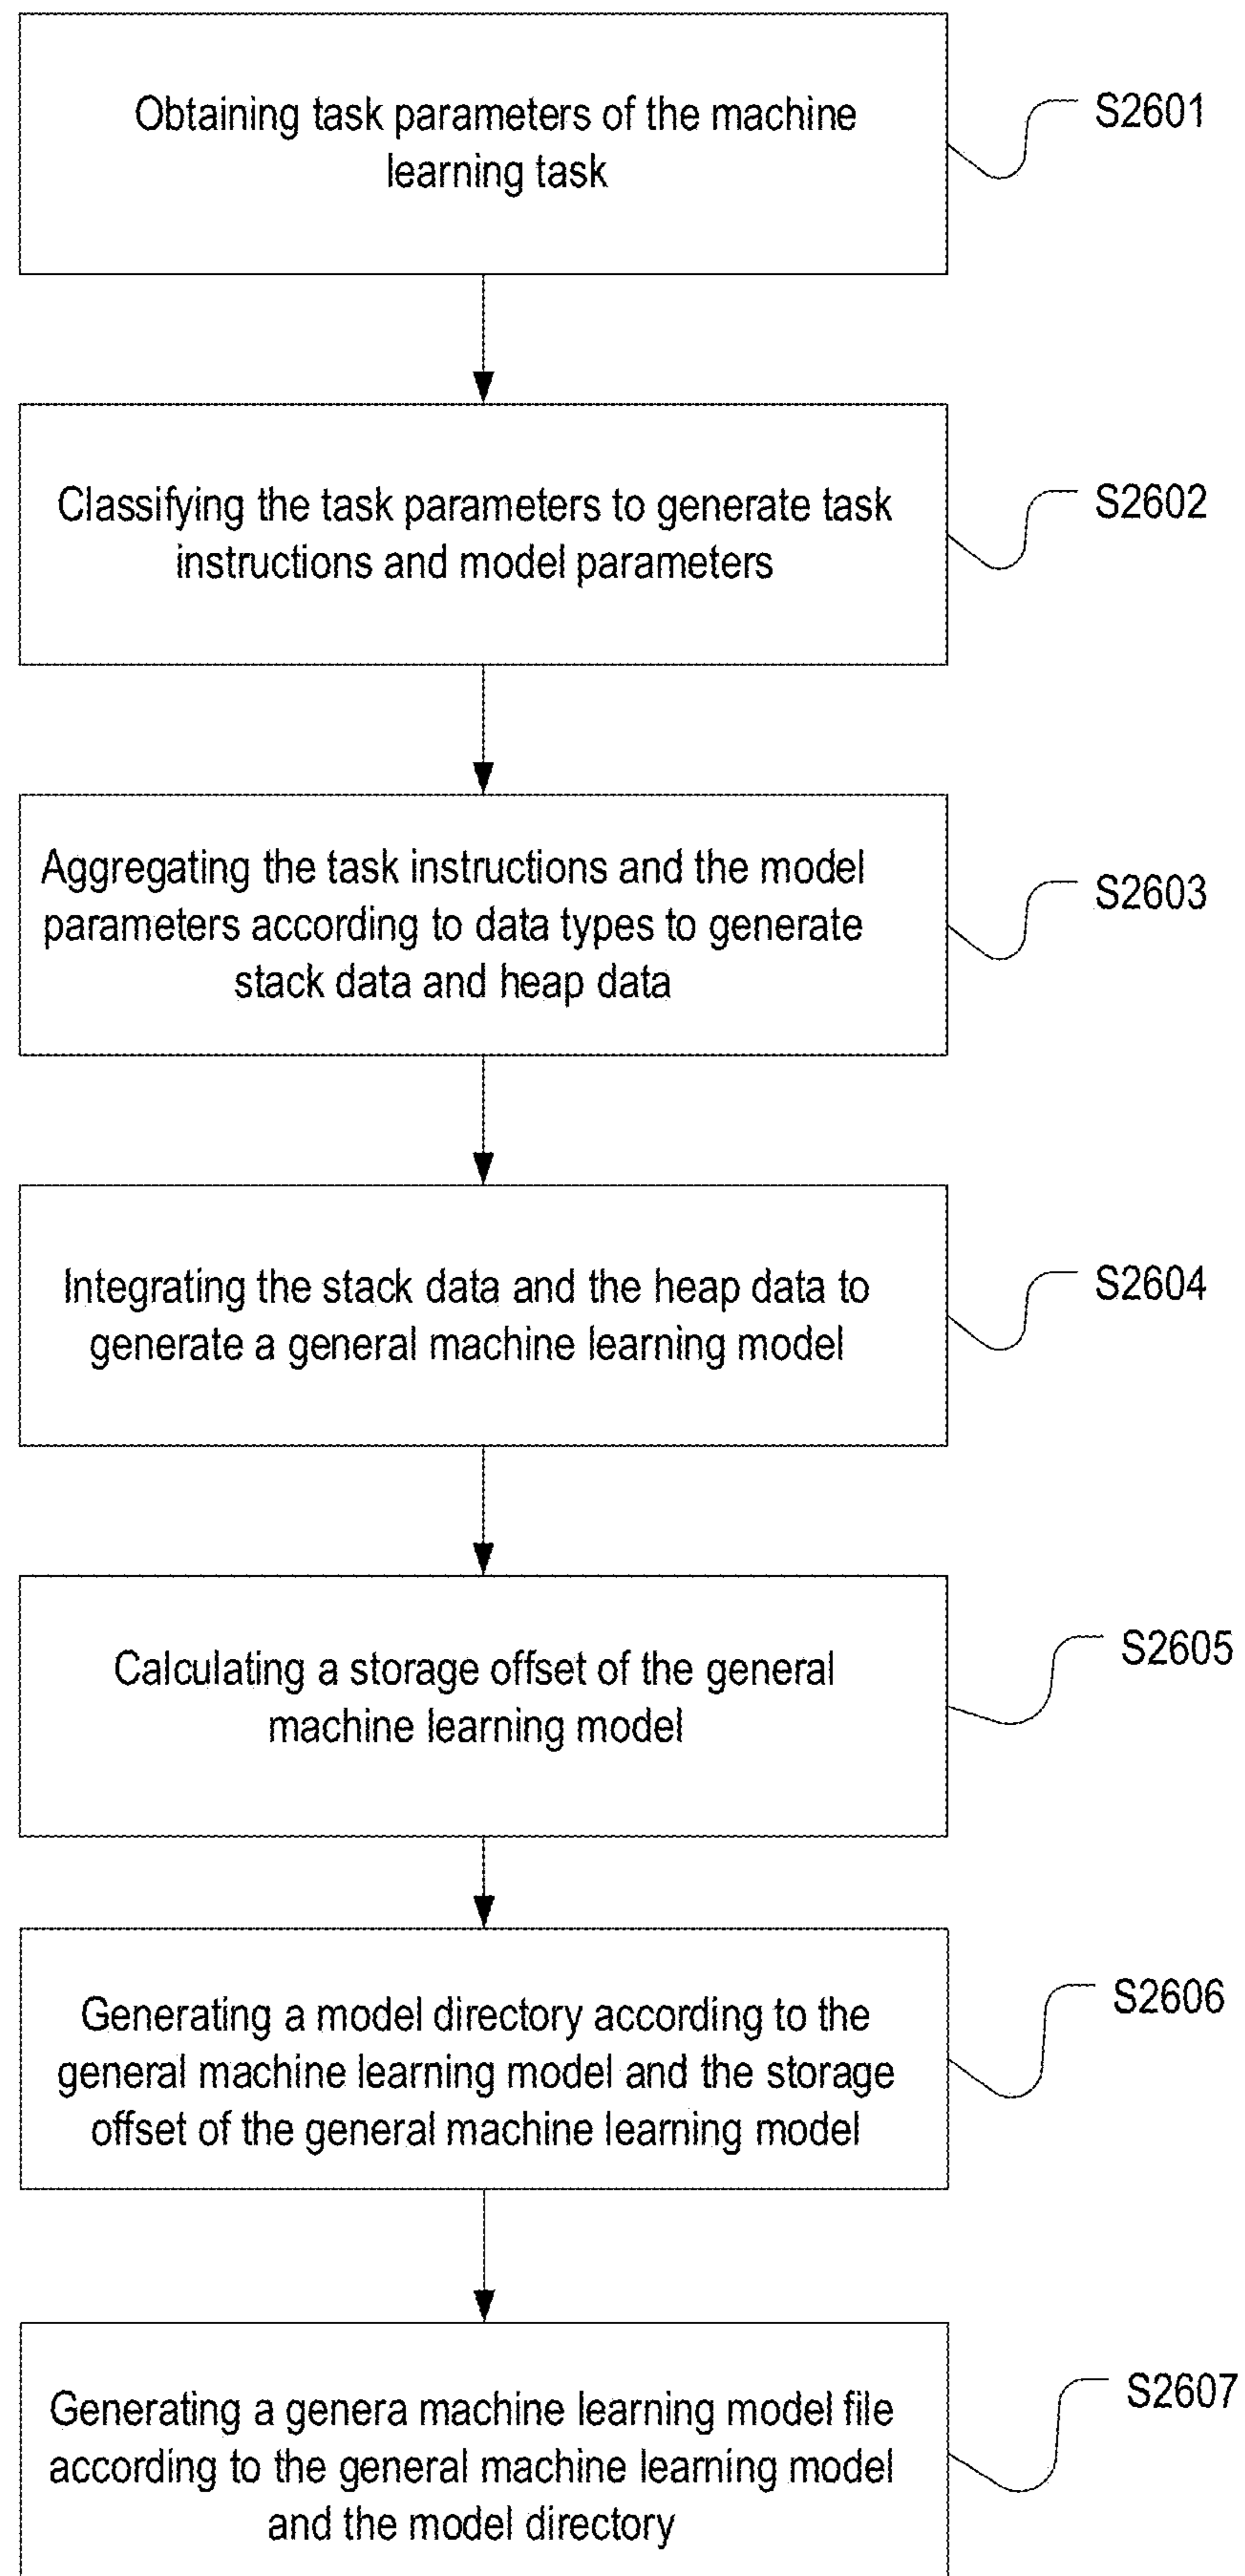 Obtaining task parameters of the machine
learning task
S2601
Classifying the task parameters to generate task
instructions and model parameters
S2602
Aggregating the task instructions and the model
parameters according to data types to generate
stack data and heap data
S2603
Integrating the stack data and the heap data to
generate a general machine learning model
S2604
Calculating a storage offset of the general
machine learning model
S2605
Generating a model directory according to the
general machine learning model and the storage
offset of the general machine learning model
S2606
Generating a genera machine learning model file
according to the general machine learning model
and the model directory
S2607